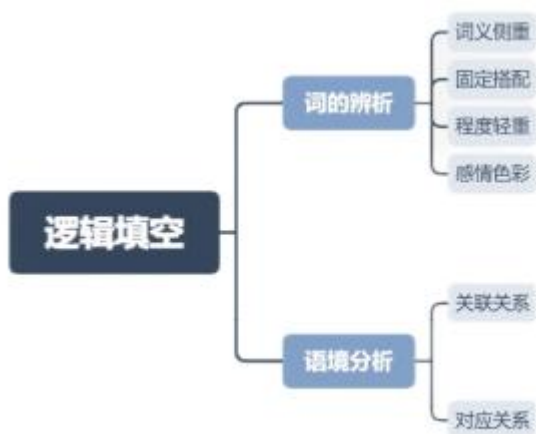 逻辑填空
词的辨析
词义侧重
固定搭配
程度轻重
感情色彩
语境分析
关联关系
对应关系